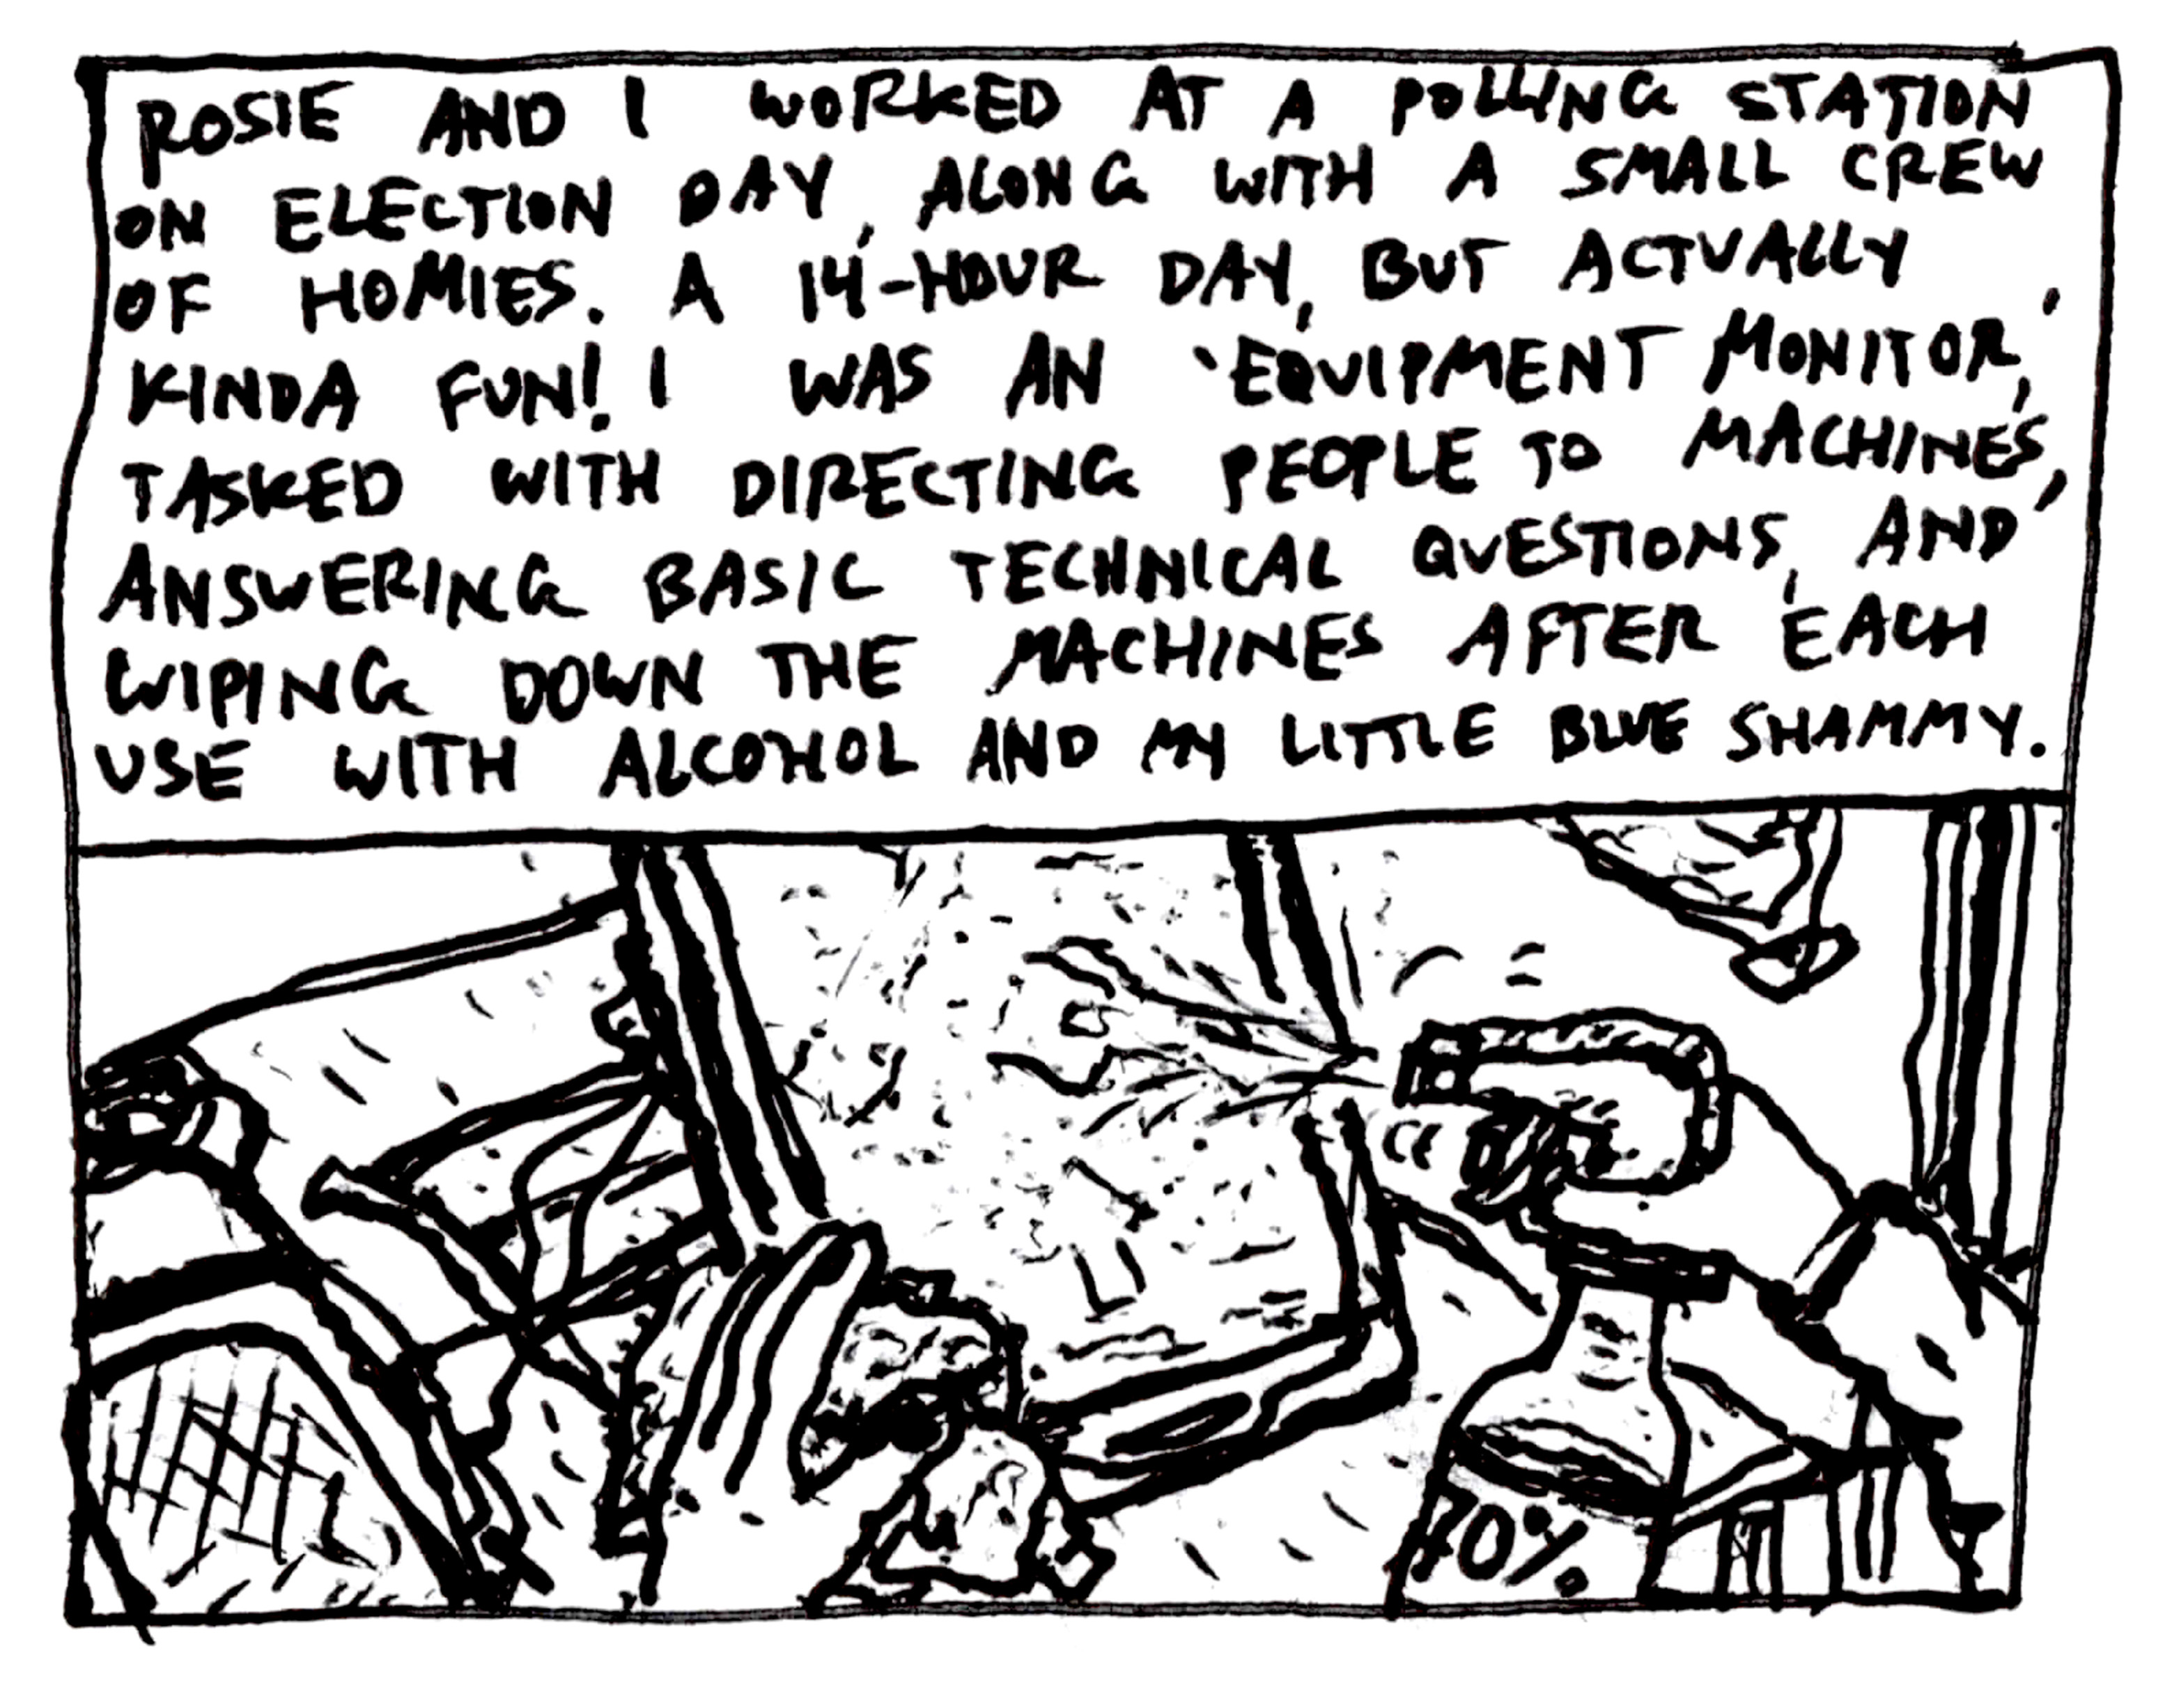 ROSIE AND I WORKED AT A POLLING STATION
ON ELECTION DAY, ALONG WITH A SMALL CREW
OF HOMIES. A 14-HOUR DAY, BUT ACTUALLY
KINDA FUN! I WAS AN 'EQUIPMENT MONITOR,'
TASKED WITH DIRECTING PEOPLE TO MACHINES,
ANSWERING BASIC TECHNICAL QUESTIONS, AND
WIPING DOWN THE MACHINES AFTER EACH
USE WITH ALCOHOL AND MY LITTLE BLUE SHAMMY.
70%